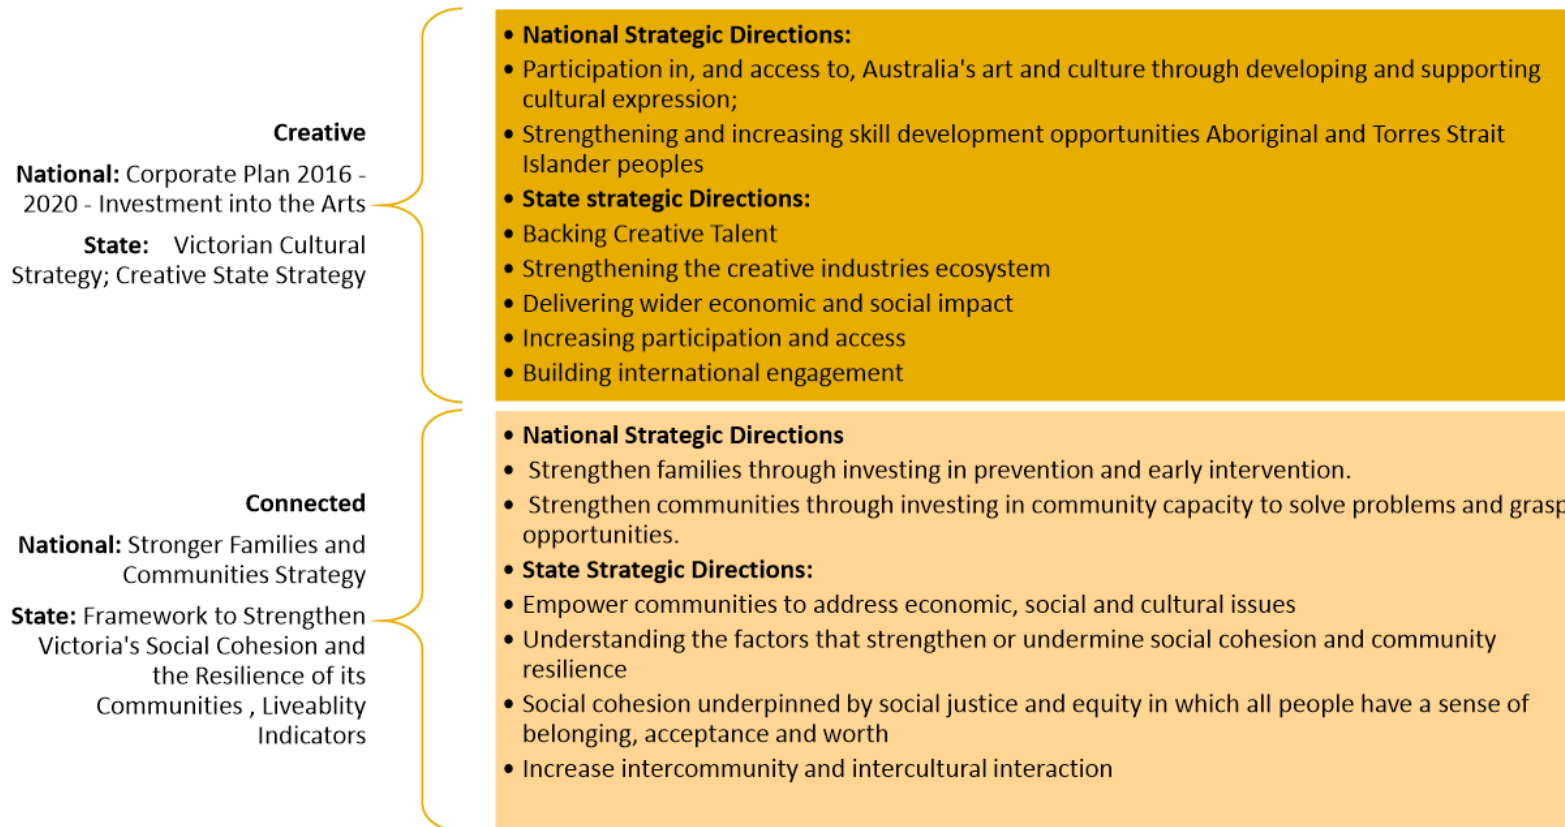 Creative
National: Corporate Plan 2016 -
2020 - Investment into the Arts
State: Victorian Cultural
Strategy; Creative State Strategy
• National Strategic Directions:
• Participation in, and access to, Australia's art and culture through developing and supporting
cultural expression;
• Strengthening and increasing skill development opportunities Aboriginal and Torres Strait
Islander peoples
• State strategic Directions:
• Backing Creative Talent
• Strengthening the creative industries ecosystem
• Delivering wider economic and social impact
• Increasing participation and access
• Building international engagement
Connected
National: Stronger Families and
Communities Strategy
State: Framework to Strengthen
Victoria's Social Cohesion and
the Resilience of its
Communities , Liveablity
Indicators
• National Strategic Directions
• Strengthen families through investing in prevention and early intervention.
• Strengthen communities through investing in community capacity to solve problems and grasp
opportunities.
• State Strategic Directions:
• Empower communities to address economic, social and cultural issues
• Understanding the factors that strengthen or undermine social cohesion and community
resilience
• Social cohesion underpinned by social justice and equity in which all people have a sense of
belonging, acceptance and worth
• Increase intercommunity and intercultural interaction